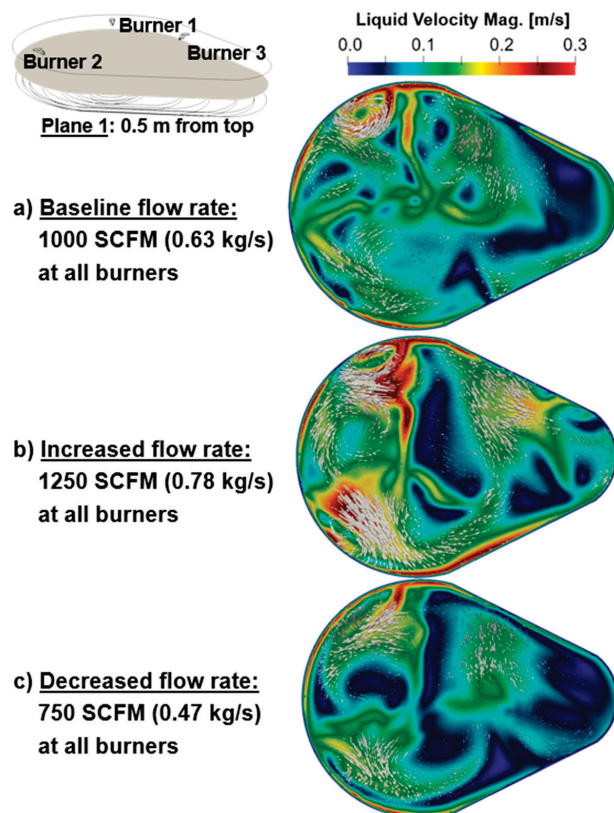 Burner 1
Burner 2
Burner 3
Plane 1: 0.5 m from top
Liquid Velocity Mag. [m/s]
0.0 0.1 0.2 0.3
a) Baseline flow rate:
1000 SCFM (0.63 kg/s)
at all burners
b) Increased flow rate:
1250 SCFM (0.78 kg/s)
at all burners
c) Decreased flow rate:
750 SCFM (0.47 kg/s)
at all burners